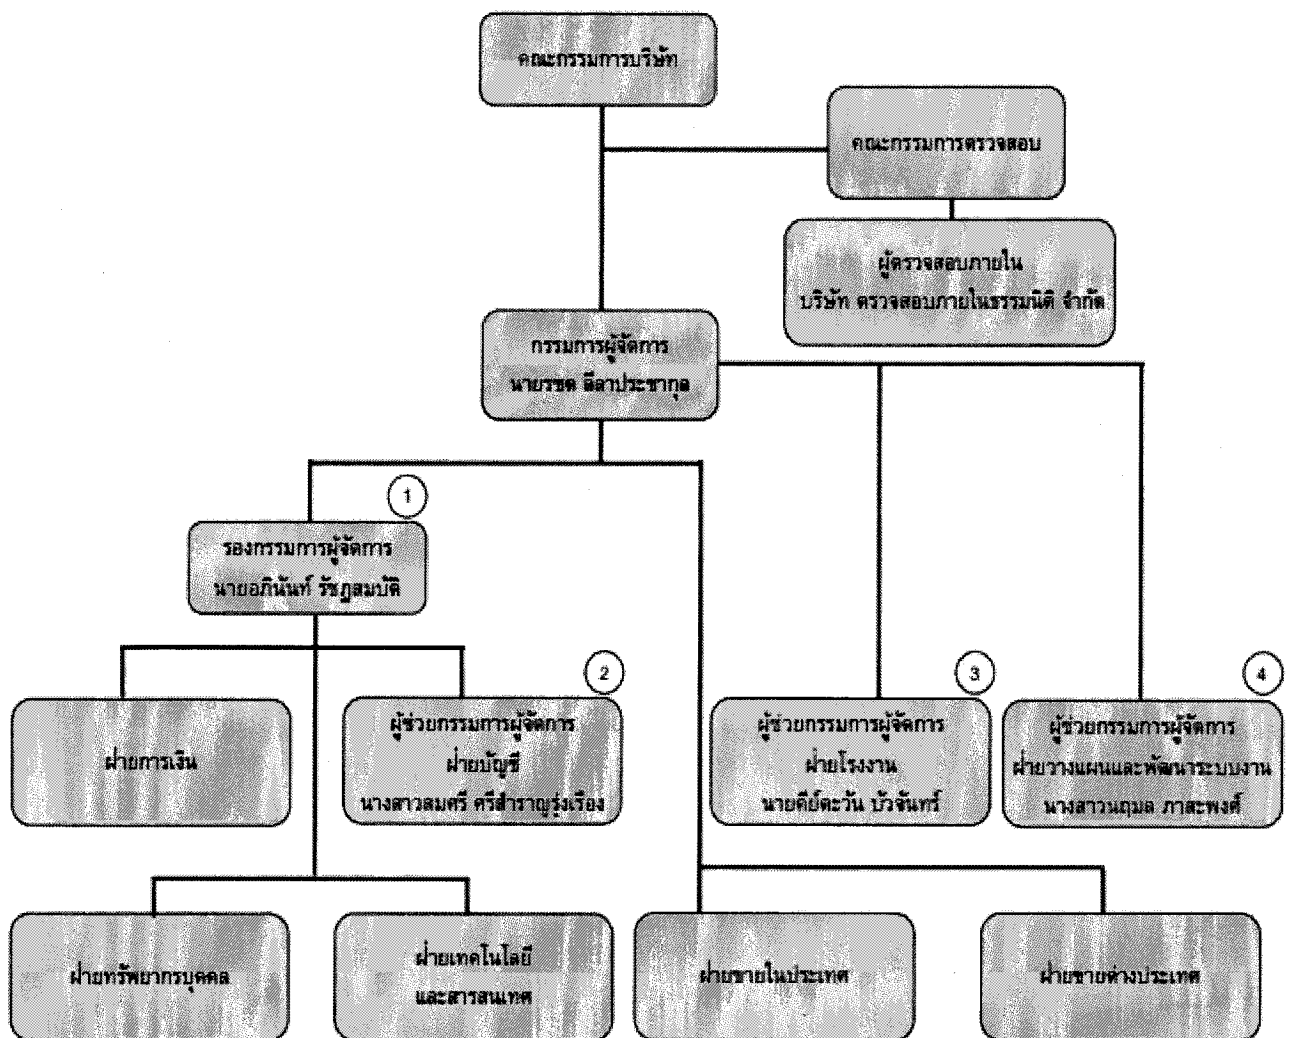 คณะกรรมการบริษัท
คณะกรรมการตรวจสอบ
ผู้ตรวจสอบภายใน
บริษัท ตรวจสอบภายในธรรมนิติ จำกัด
กรรมการผู้จัดการ
นายรชต ลีลาประชากุล
1
รองกรรมการผู้จัดการ
นายอภินันท์ รัชฎสมบัติ
ฝ่ายการเงิน
2
ผู้ช่วยกรรมการผู้จัดการ
ฝ่ายบัญชี
นางสาวสมศรี ศรีสำราญรุ่งเรือง
3
ผู้ช่วยกรรมการผู้จัดการ
ฝ่ายโรงงาน
นายคีย์ตะวัน บัวจันทร์
4
ผู้ช่วยกรรมการผู้จัดการ
ฝ่ายวางแผนและพัฒนาระบบงาน
นางสาวนฤมล ภาสะพงศ์
ฝ่ายทรัพยากรบุคคล
ฝ่ายเทคโนโลยี
และสารสนเทศ
ฝ่ายขายในประเทศ
ฝ่ายขายต่างประเทศ